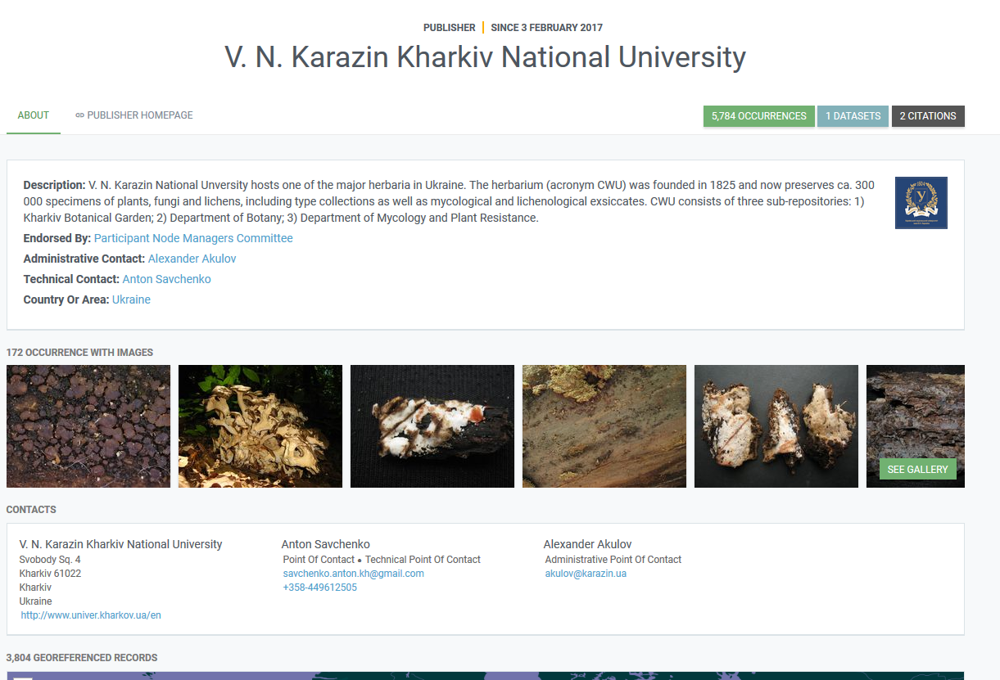 PUBLISHER SINCE 3 FEBRUARY 2017
V. N. Karazin Kharkiv National University
ABOUT PUBLISHER HOMEPAGE 5,784 OCCURRENCES 1 DATASETS 2 CITATIONS
Description: V. N. Karazin National Unversity hosts one of the major herbaria in Ukraine. The herbarium (acronym CWU) was founded in 1825 and now preserves ca. 300
000 specimens of plants, fungi and lichens, including type collections as well as mycological and lichenological exsiccates. CWU consists of three sub-repositories: 1)
Kharkiv Botanical Garden; 2) Department of Botany; 3) Department of Mycology and Plant Resistance.
Endorsed By: Participant Node Managers Committee
Administrative Contact: Alexander Akulov
Technical Contact: Anton Savchenko
Country Or Area: Ukraine
172 OCCURRENCE WITH IMAGES
SEE GALLERY
CONTACTS
V. N. Karazin Kharkiv National University
Svobody Sq. 4
Kharkiv 61022
Kharkiv
Ukraine
http://www.univer.kharkov.ua/en
Anton Savchenko
Point Of Contact • Technical Point Of Contact
savchenko.anton.kh@gmail.com
+358-449612505
Alexander Akulov
Administrative Point Of Contact
akulov@karazin.ua
3,804 GEOREFERENCED RECORDS